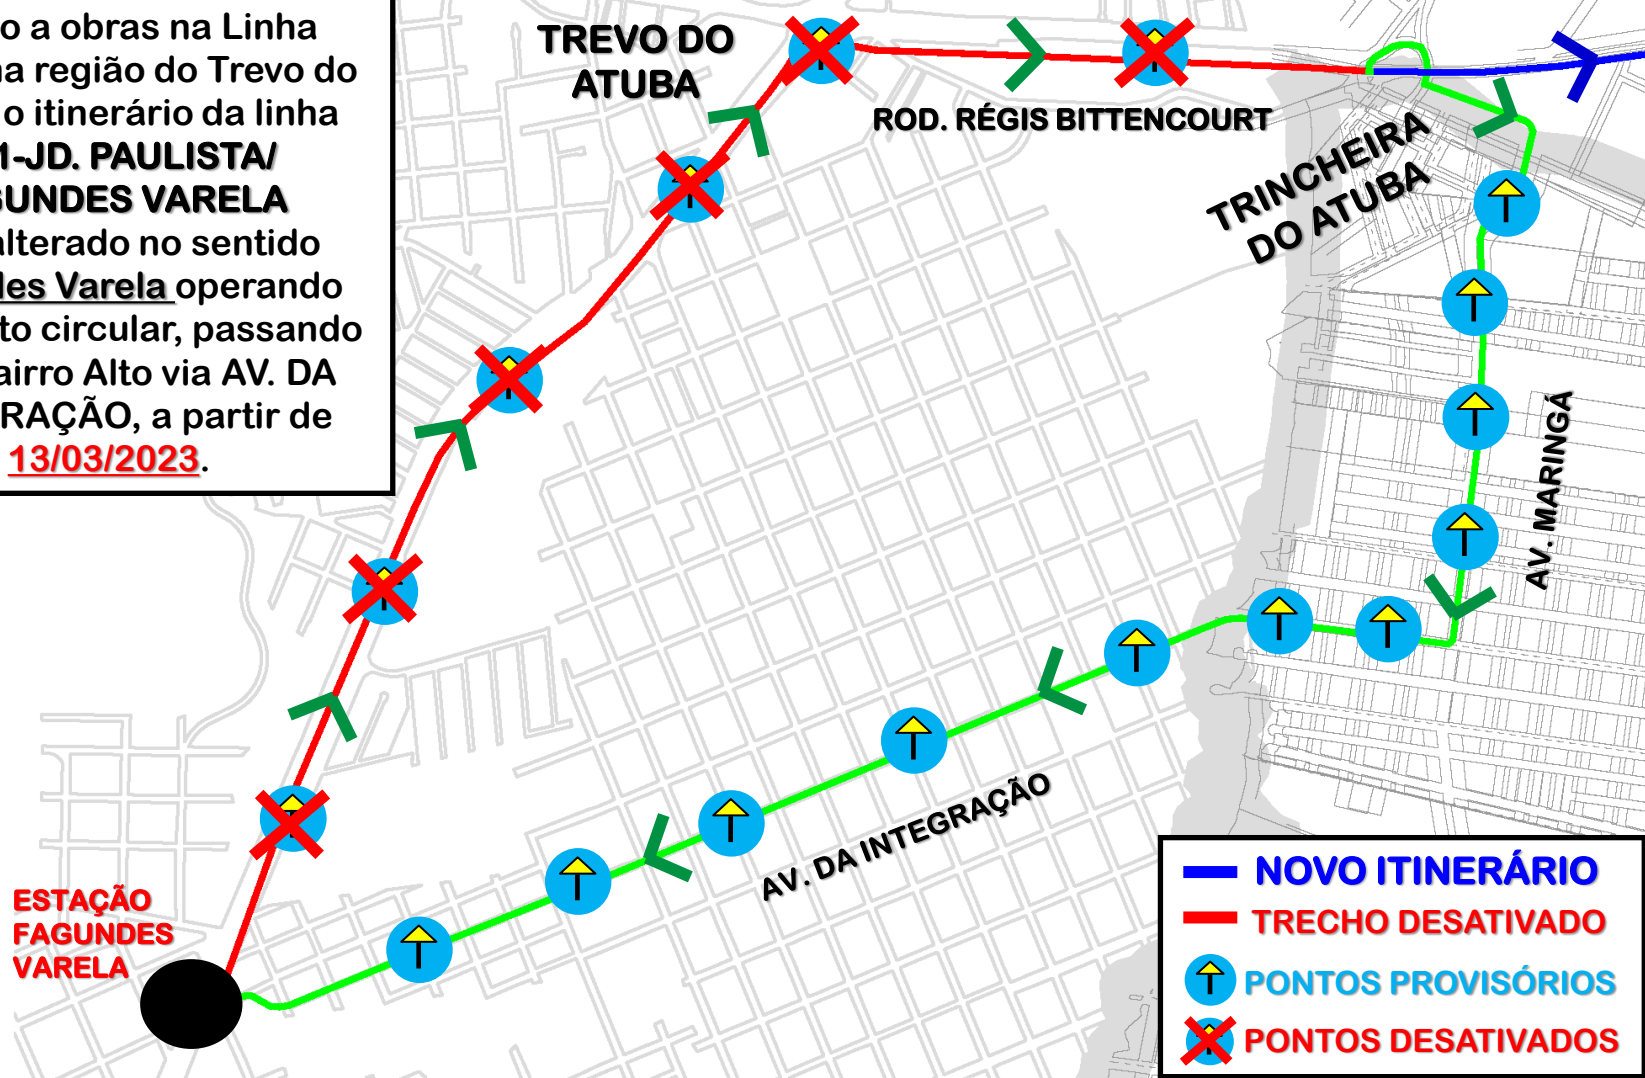 o a obras na Linha
na região do Trevo do
o itinerário da linha
1-JD. PAULISTA/
GUNDES VARELA
alterado no sentido
des Varela operando
to circular, passando
airro Alto via AV. DA
RAÇÃO, a partir de
13/03/2023.
TREVO DO
ATUBA
ROD. RÉGIS BITTENCOURT
TRINCHEIRA
DO ATUBA
AV. MARINGÁ
AV. DA INTEGRAÇÃO
ESTAÇÃO
FAGUNDES
VARELA
NOVO ITINERÁRIO
TRECHO DESATIVADO
PONTOS PROVISÓRIOS
PONTOS DESATIVADOS